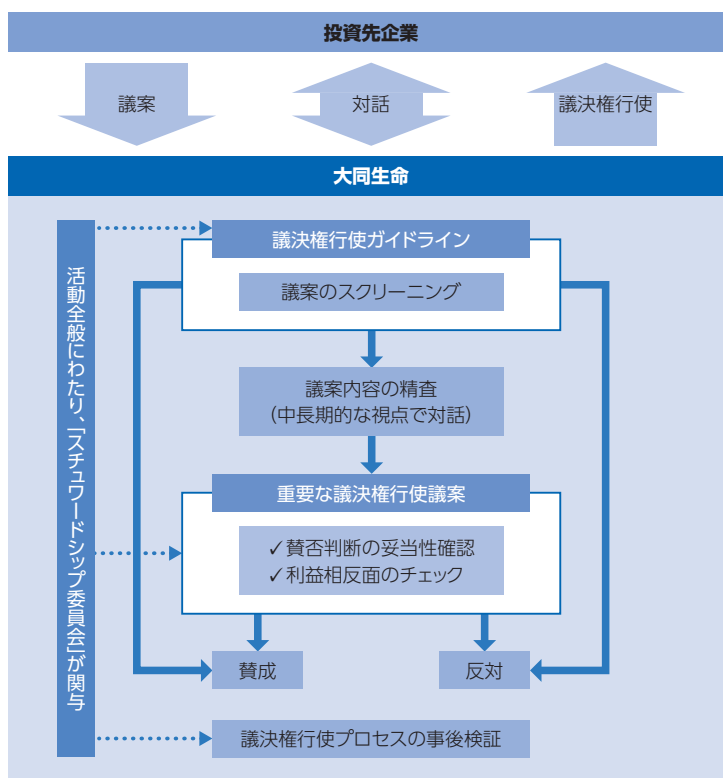 投資先企業
議案
対話
議決権行使
大同生命
活動全般にわたり、「スチュワードシップ委員会」が関与
議決権行使ガイドライン
議案のスクリーニング
議案内容の精査
(中長期的な視点で対話)
重要な議決権行使議案
✓賛否判断の妥当性確認
✓利益相反面のチェック
賛成
反対
議決権行使プロセスの事後検証